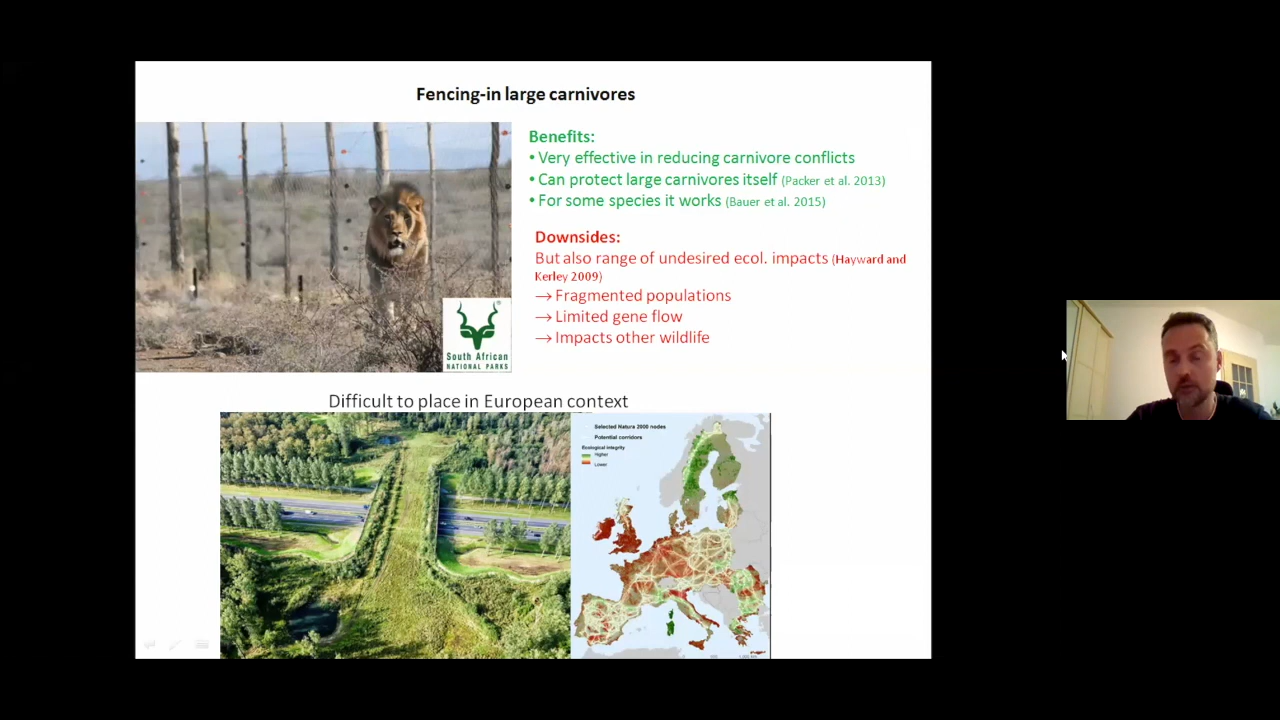 Fencing-in large carnivores
Benefits:
• Very effective in reducing carnivore conflicts
• Can protect large carnivores itself (Packer et al. 2013)
• For some species it works (Bauer et al. 2015)
Downsides:
But also range of undesired ecol. impacts (Hayward and
Kerley 2009)
→ Fragmented populations
→ Limited gene flow
→ Impacts other wildlife
South African
NATIONAL PARKS
Difficult to place in European context
Selected Natura 2000 nodes
Potential corridors
Ecological integrity
Higher
Lower